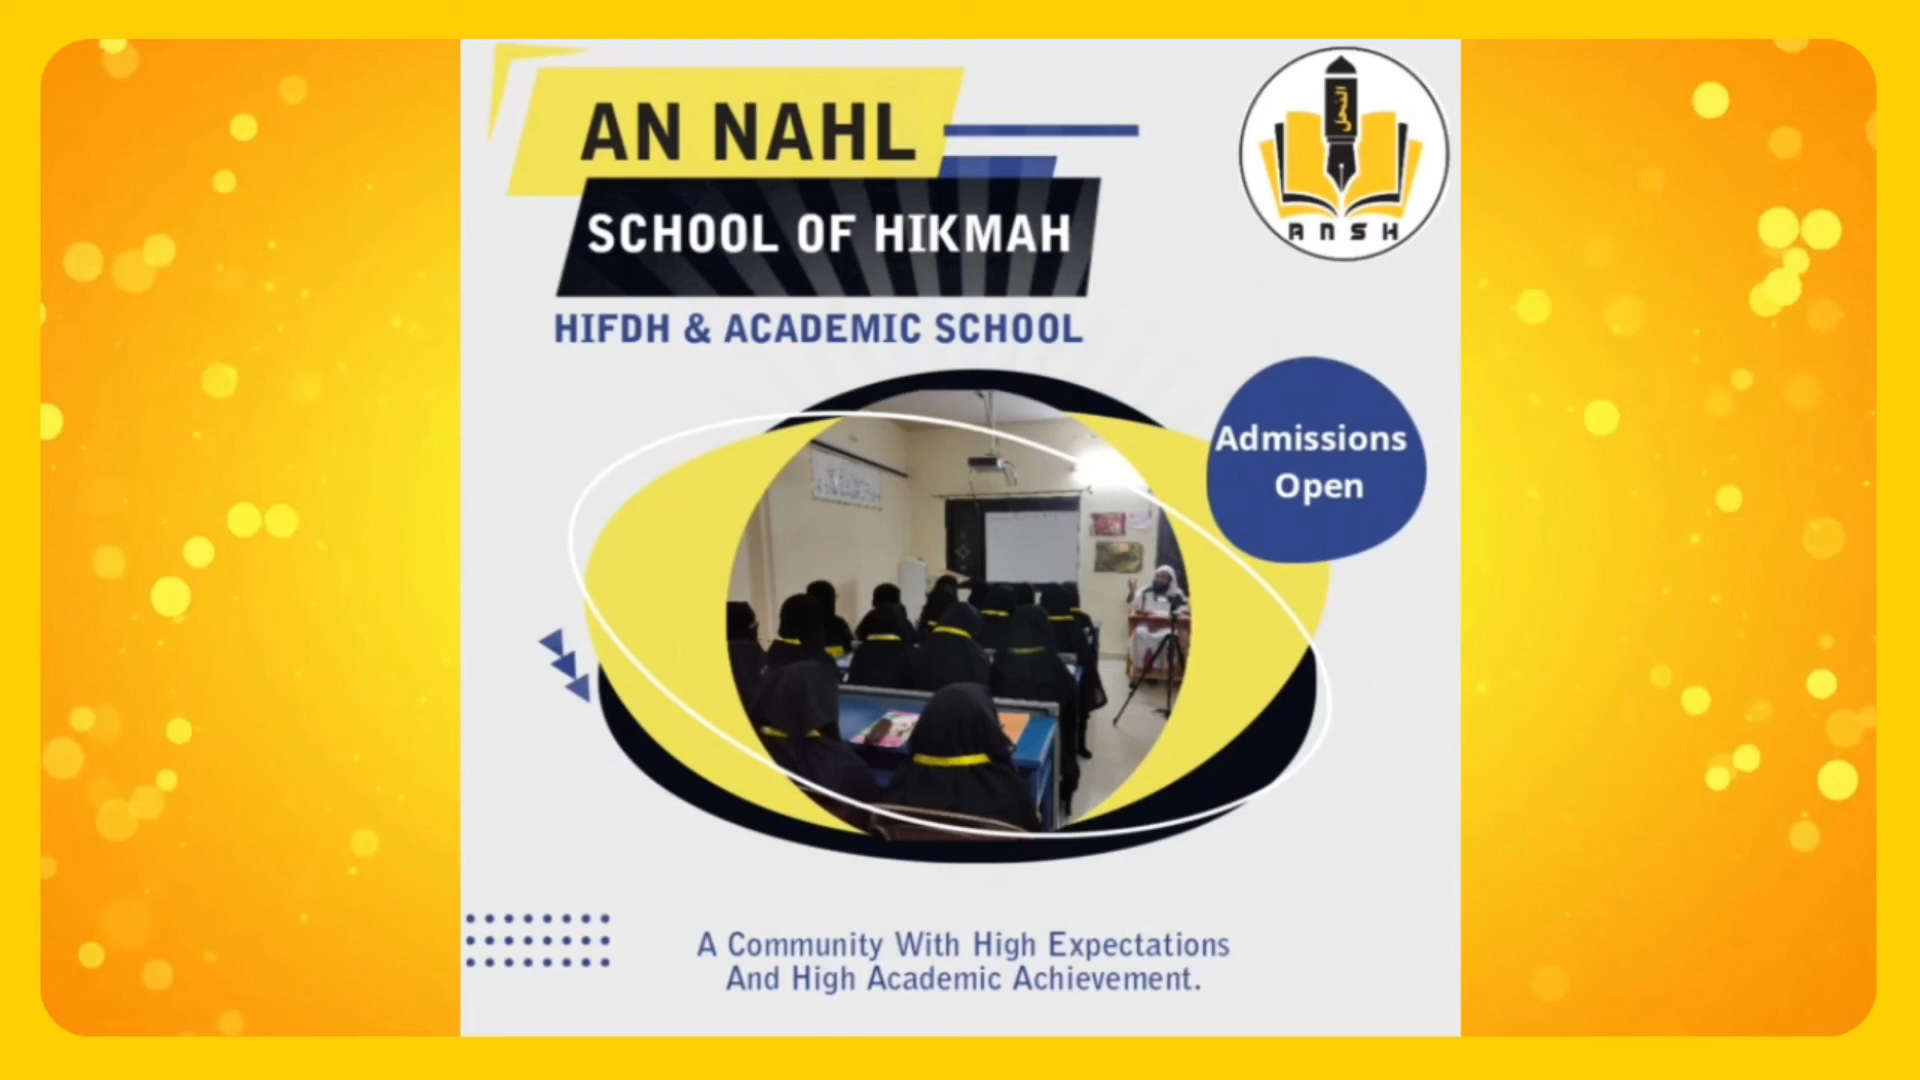 AN NAHL
SCHOOL OF HIKMAH
HIFDH & ACADEMIC SCHOOL
ANSH
Admissions
Open
A Community With High Expectations
And High Academic Achievement.